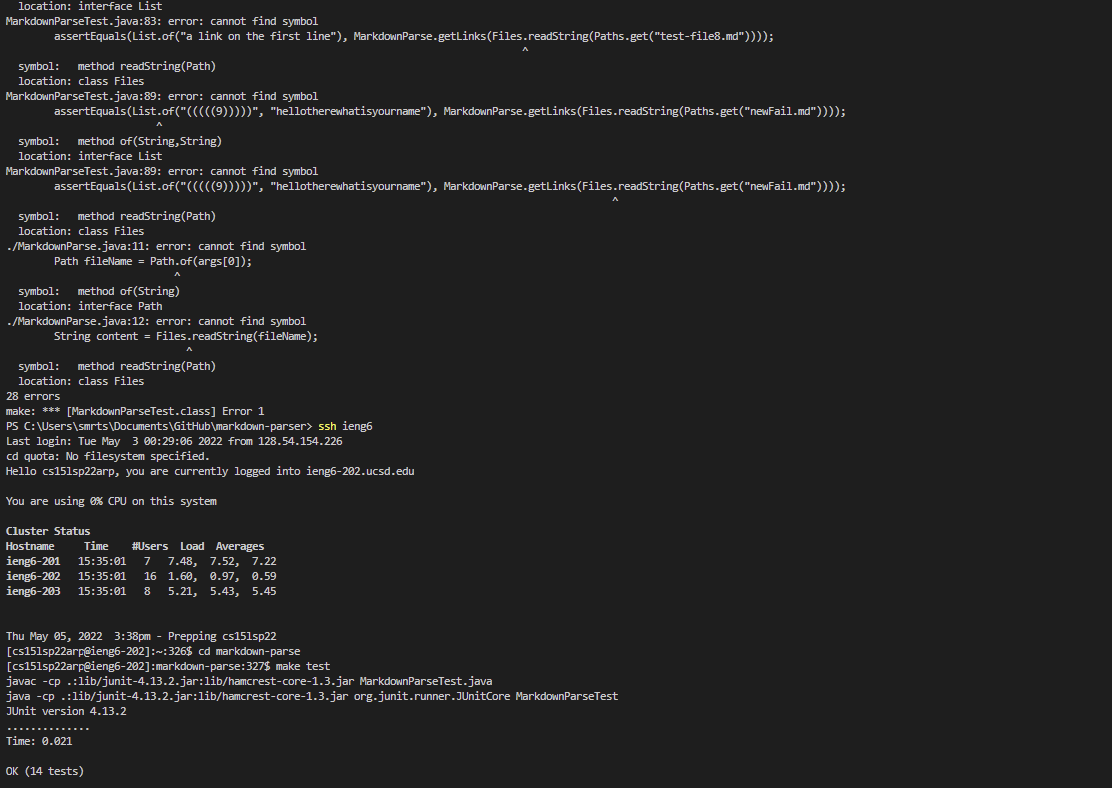 location: interface List
MarkdownParseTest.java:83: error: cannot find symbol
assertEquals(List.of("a link on the first line"), MarkdownParse.getLinks(Files.readString(Paths.get("test-file8.md"))));
^
symbol:   method readString(Path)
location: class Files
MarkdownParseTest.java:89: error: cannot find symbol
assertEquals(List.of("(((((9)))))", "hellotherewhatisyourname"), MarkdownParse.getLinks(Files.readString(Paths.get("newFail.md"))));
^
symbol:   method of(String,String)
location: interface List
MarkdownParseTest.java:89: error: cannot find symbol
assertEquals(List.of("(((((9)))))", "hellotherewhatisyourname"), MarkdownParse.getLinks(Files.readString(Paths.get("newFail.md"))));
^
symbol:   method readString(Path)
location: class Files
./MarkdownParse.java:11: error: cannot find symbol
Path fileName = Path.of(args[0]);
^
symbol:   method of(String)
location: interface Path
./MarkdownParse.java:12: error: cannot find symbol
String content = Files.readString(fileName);
^
symbol:   method readString(Path)
location: class Files
28 errors
make: *** [MarkdownParseTest.class] Error 1
PS C:\Users\smrts\Documents\GitHub\markdown-parser> ssh ieng6
Last login: Tue May  3 00:29:06 2022 from 128.54.154.226
cd quota: No filesystem specified.
Hello cs15lsp22arp, you are currently logged into ieng6-202.ucsd.edu
You are using 0% CPU on this system
Cluster Status
Hostname     Time    #Users  Load  Averages
ieng6-201   15:35:01   7   7.48,  7.52,  7.22
ieng6-202   15:35:01   16  1.60,  0.97,  0.59
ieng6-203   15:35:01   8   5.21,  5.43,  5.45
Thu May 05, 2022  3:38pm - Prepping cs15lsp22
[cs15lsp22arp@ieng6-202]:~:326$ cd markdown-parse
[cs15lsp22arp@ieng6-202]:markdown-parse:327$ make test
javac -cp .:lib/junit-4.13.2.jar:lib/hamcrest-core-1.3.jar MarkdownParseTest.java
java -cp .:lib/junit-4.13.2.jar:lib/hamcrest-core-1.3.jar org.junit.runner.JUnitCore MarkdownParseTest
JUnit version 4.13.2
..............
Time: 0.021
OK (14 tests)